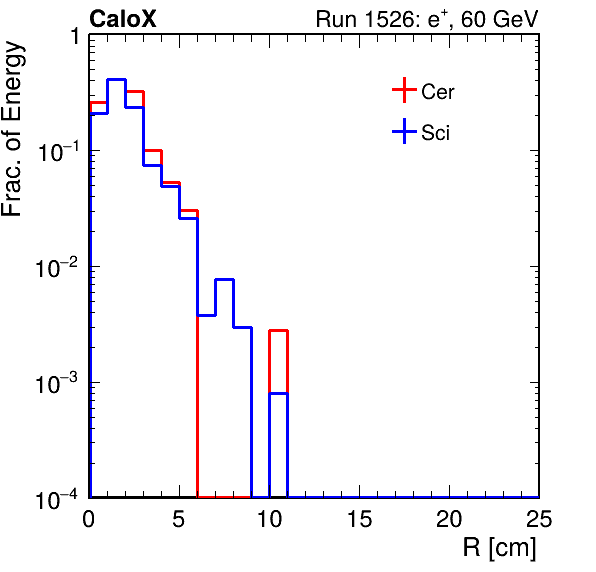 CaloX Run 1526: e⁺, 60 GeV
Frac. of Energy
1
10⁻¹
10⁻²
10⁻³
10⁻⁴
Cer
Sci
0 5 10 15 20 25
R [cm]